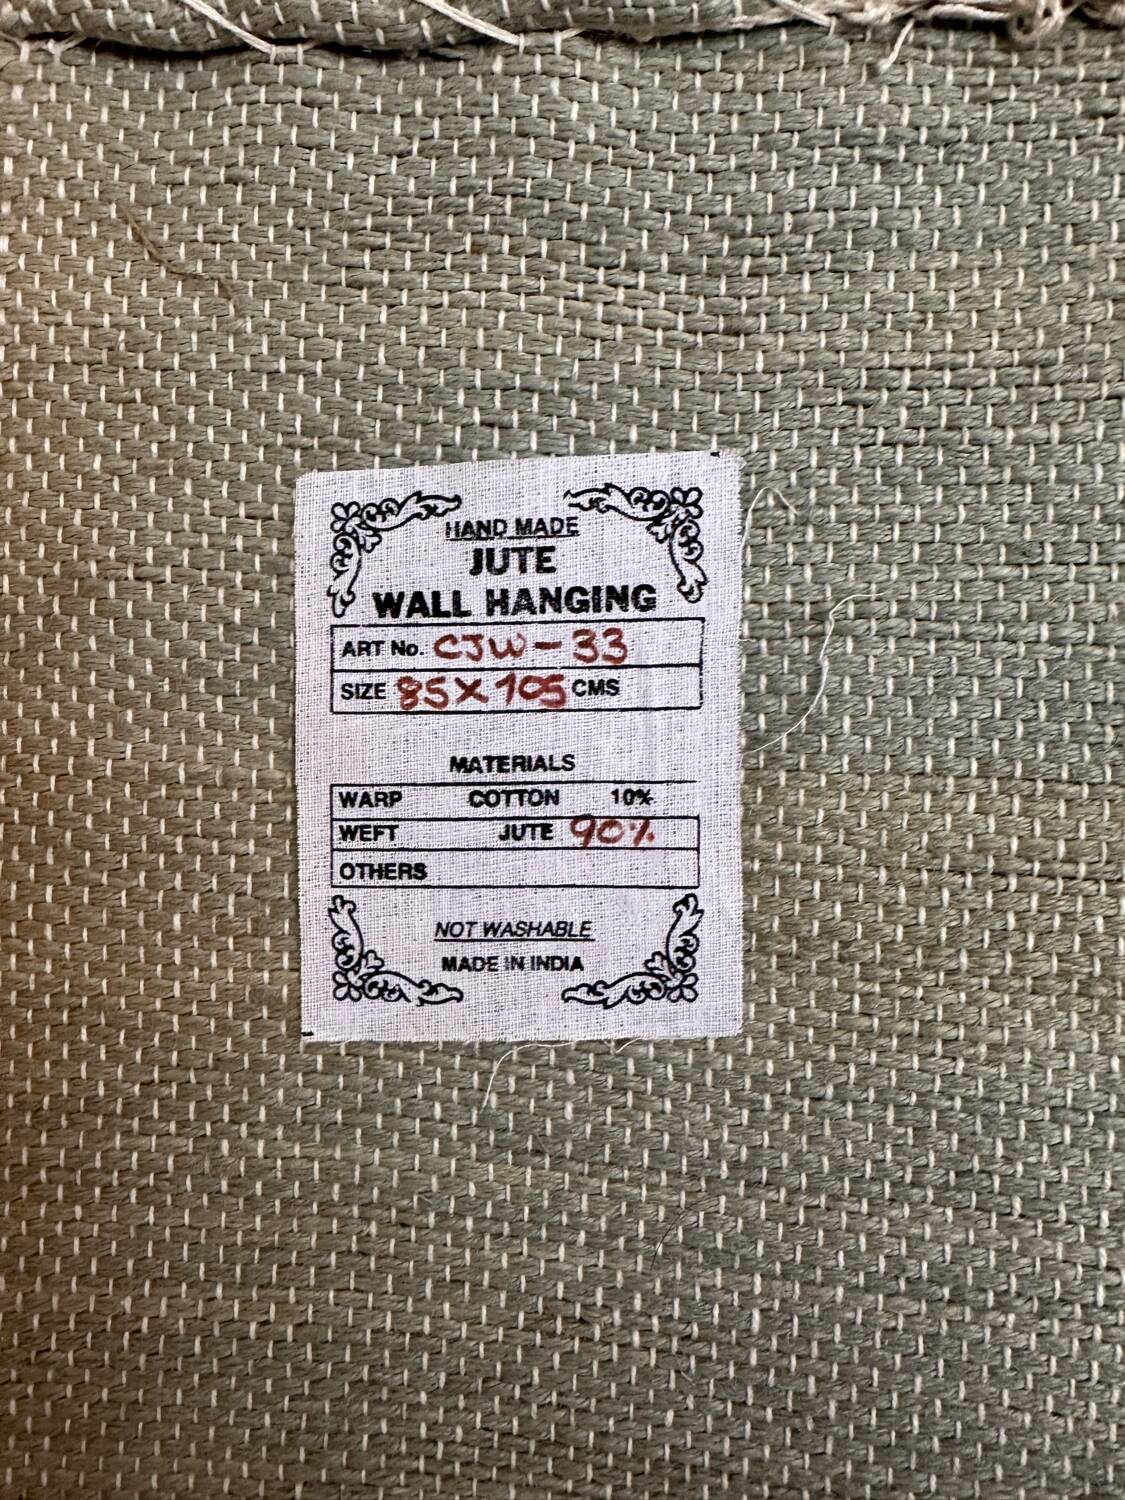 HAND MADE
JUTE
WALL HANGING
ART No. CJW-33
SIZE 85X105 CMS
MATERIALS
WARP COTTON 10%
WEFT JUTE 90%
OTHERS
NOT WASHABLE
MADE IN INDIA